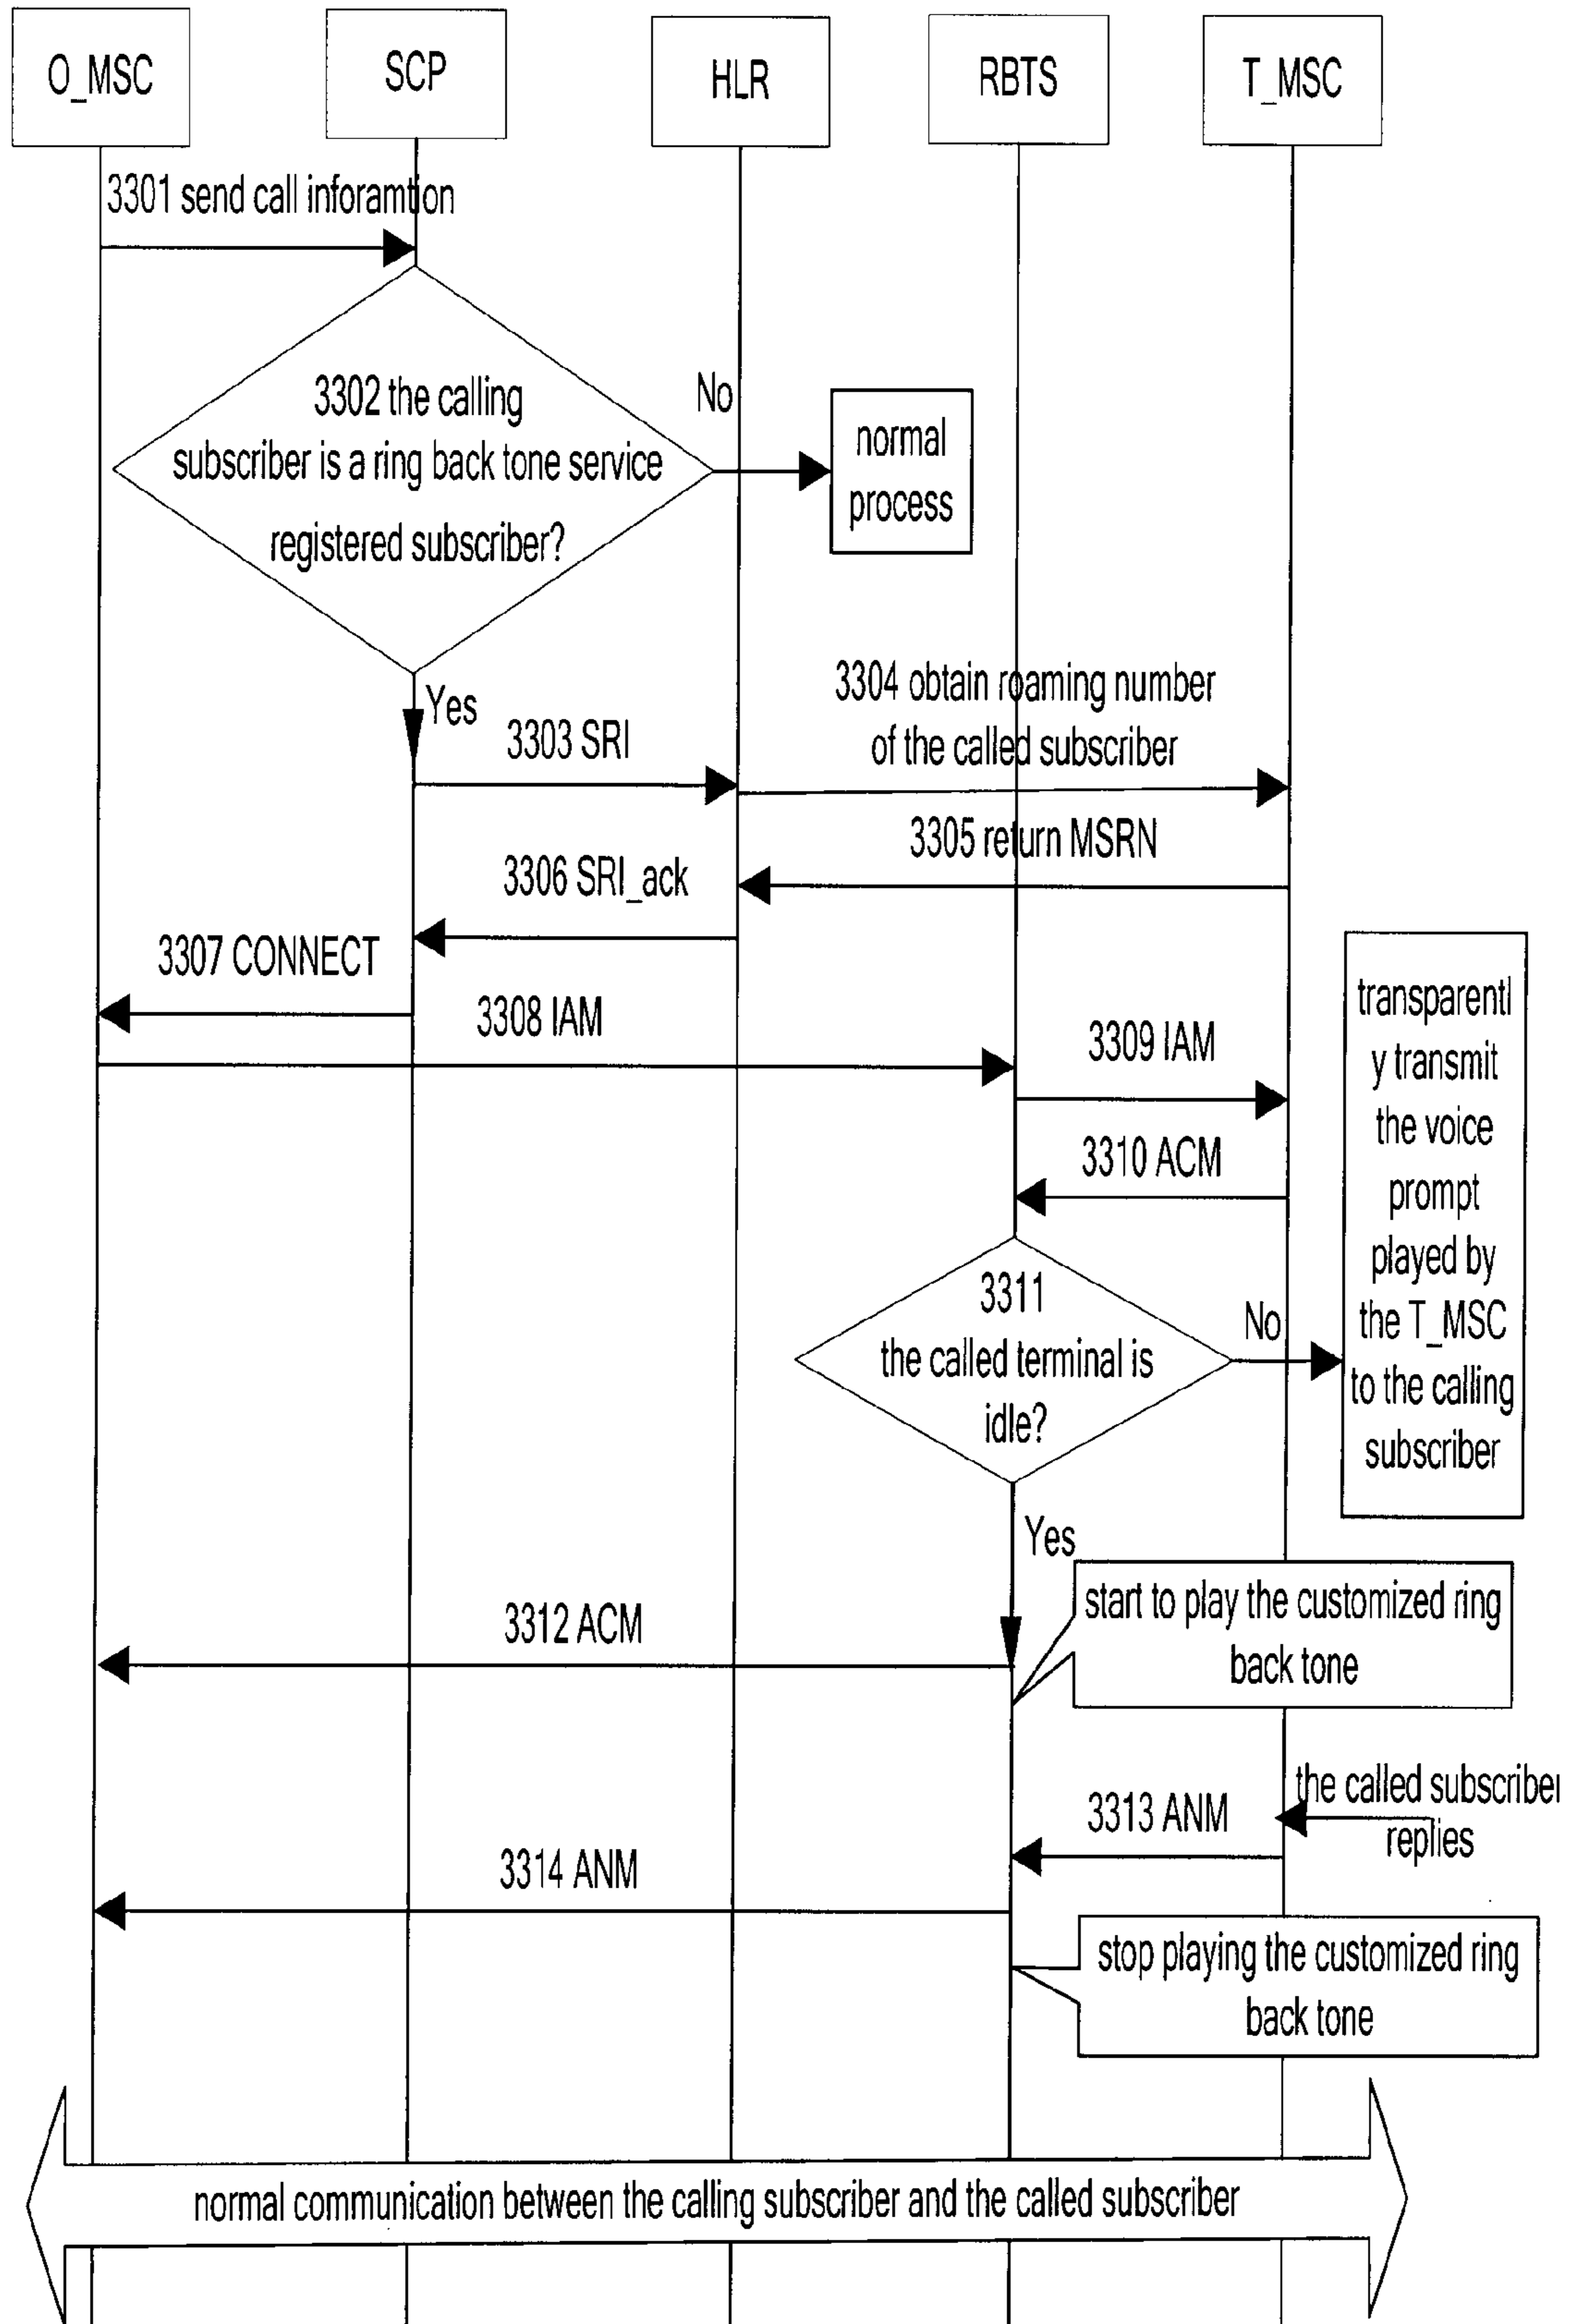 O_MSC
SCP
HLR
RBTS
T_MSC
3301 send call inforamtion
3302 the calling
subscriber is a ring back tone service
registered subscriber?
No
normal
process
Yes
3303 SRI
3304 obtain roaming number
of the called subscriber
3305 return MSRN
3306 SRI_ack
3307 CONNECT
3308 IAM
3309 IAM
3310 ACM
transparentl
y transmit
the voice
prompt
played by
the T_MSC
to the calling
subscriber
3311
the called terminal is
idle?
No
Yes
start to play the customized ring
back tone
3312 ACM
the called subscriber
replies
3313 ANM
3314 ANM
stop playing the customized ring
back tone
normal communication between the calling subscriber and the called subscriber